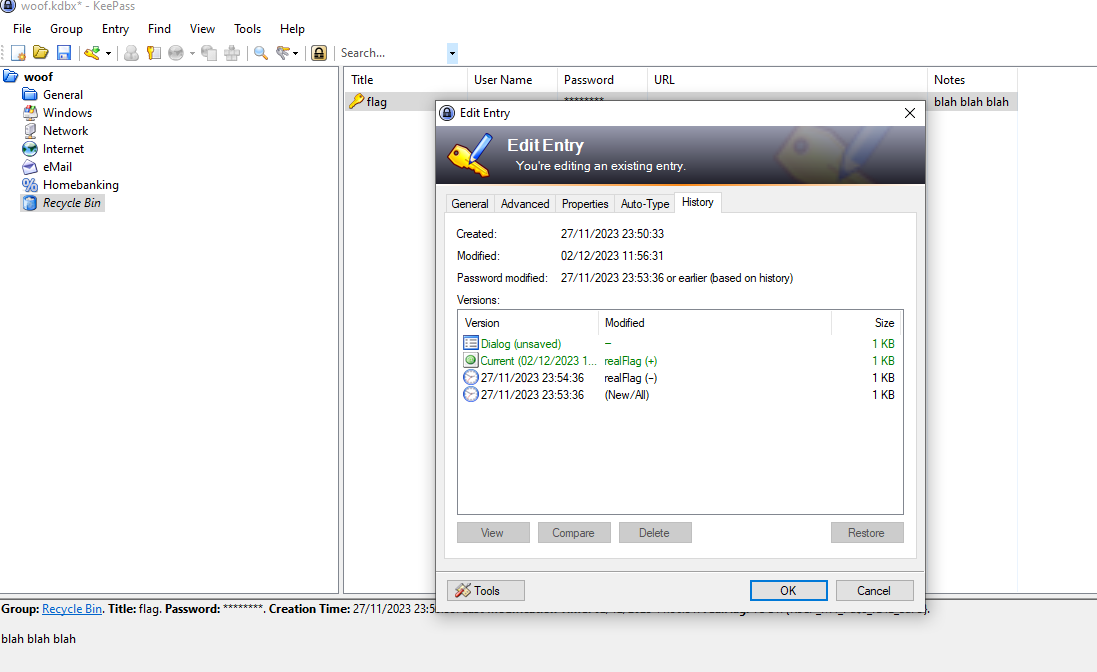 woof.kdbx* - KeePass
File Group Entry Find View Tools Help
Search...
woof
General
Windows
Network
Internet
eMail
Homebanking
Recycle Bin
Title User Name Password URL Notes
flag ******** blah blah blah
Edit Entry
Edit Entry
You're editing an existing entry.
General Advanced Properties Auto-Type History
Created: 27/11/2023 23:50:33
Modified: 02/12/2023 11:56:31
Password modified: 27/11/2023 23:53:36 or earlier (based on history)
Versions:
Version Modified Size
Dialog (unsaved) – 1 KB
Current (02/12/2023 1... realFlag (+) 1 KB
27/11/2023 23:54:36 realFlag (–) 1 KB
27/11/2023 23:53:36 (New/All) 1 KB
View Compare Delete Restore
Tools OK Cancel
Group: Recycle Bin. Title: flag. Password: ********. Creation Time: 27/11/2023 23:5
blah blah blah